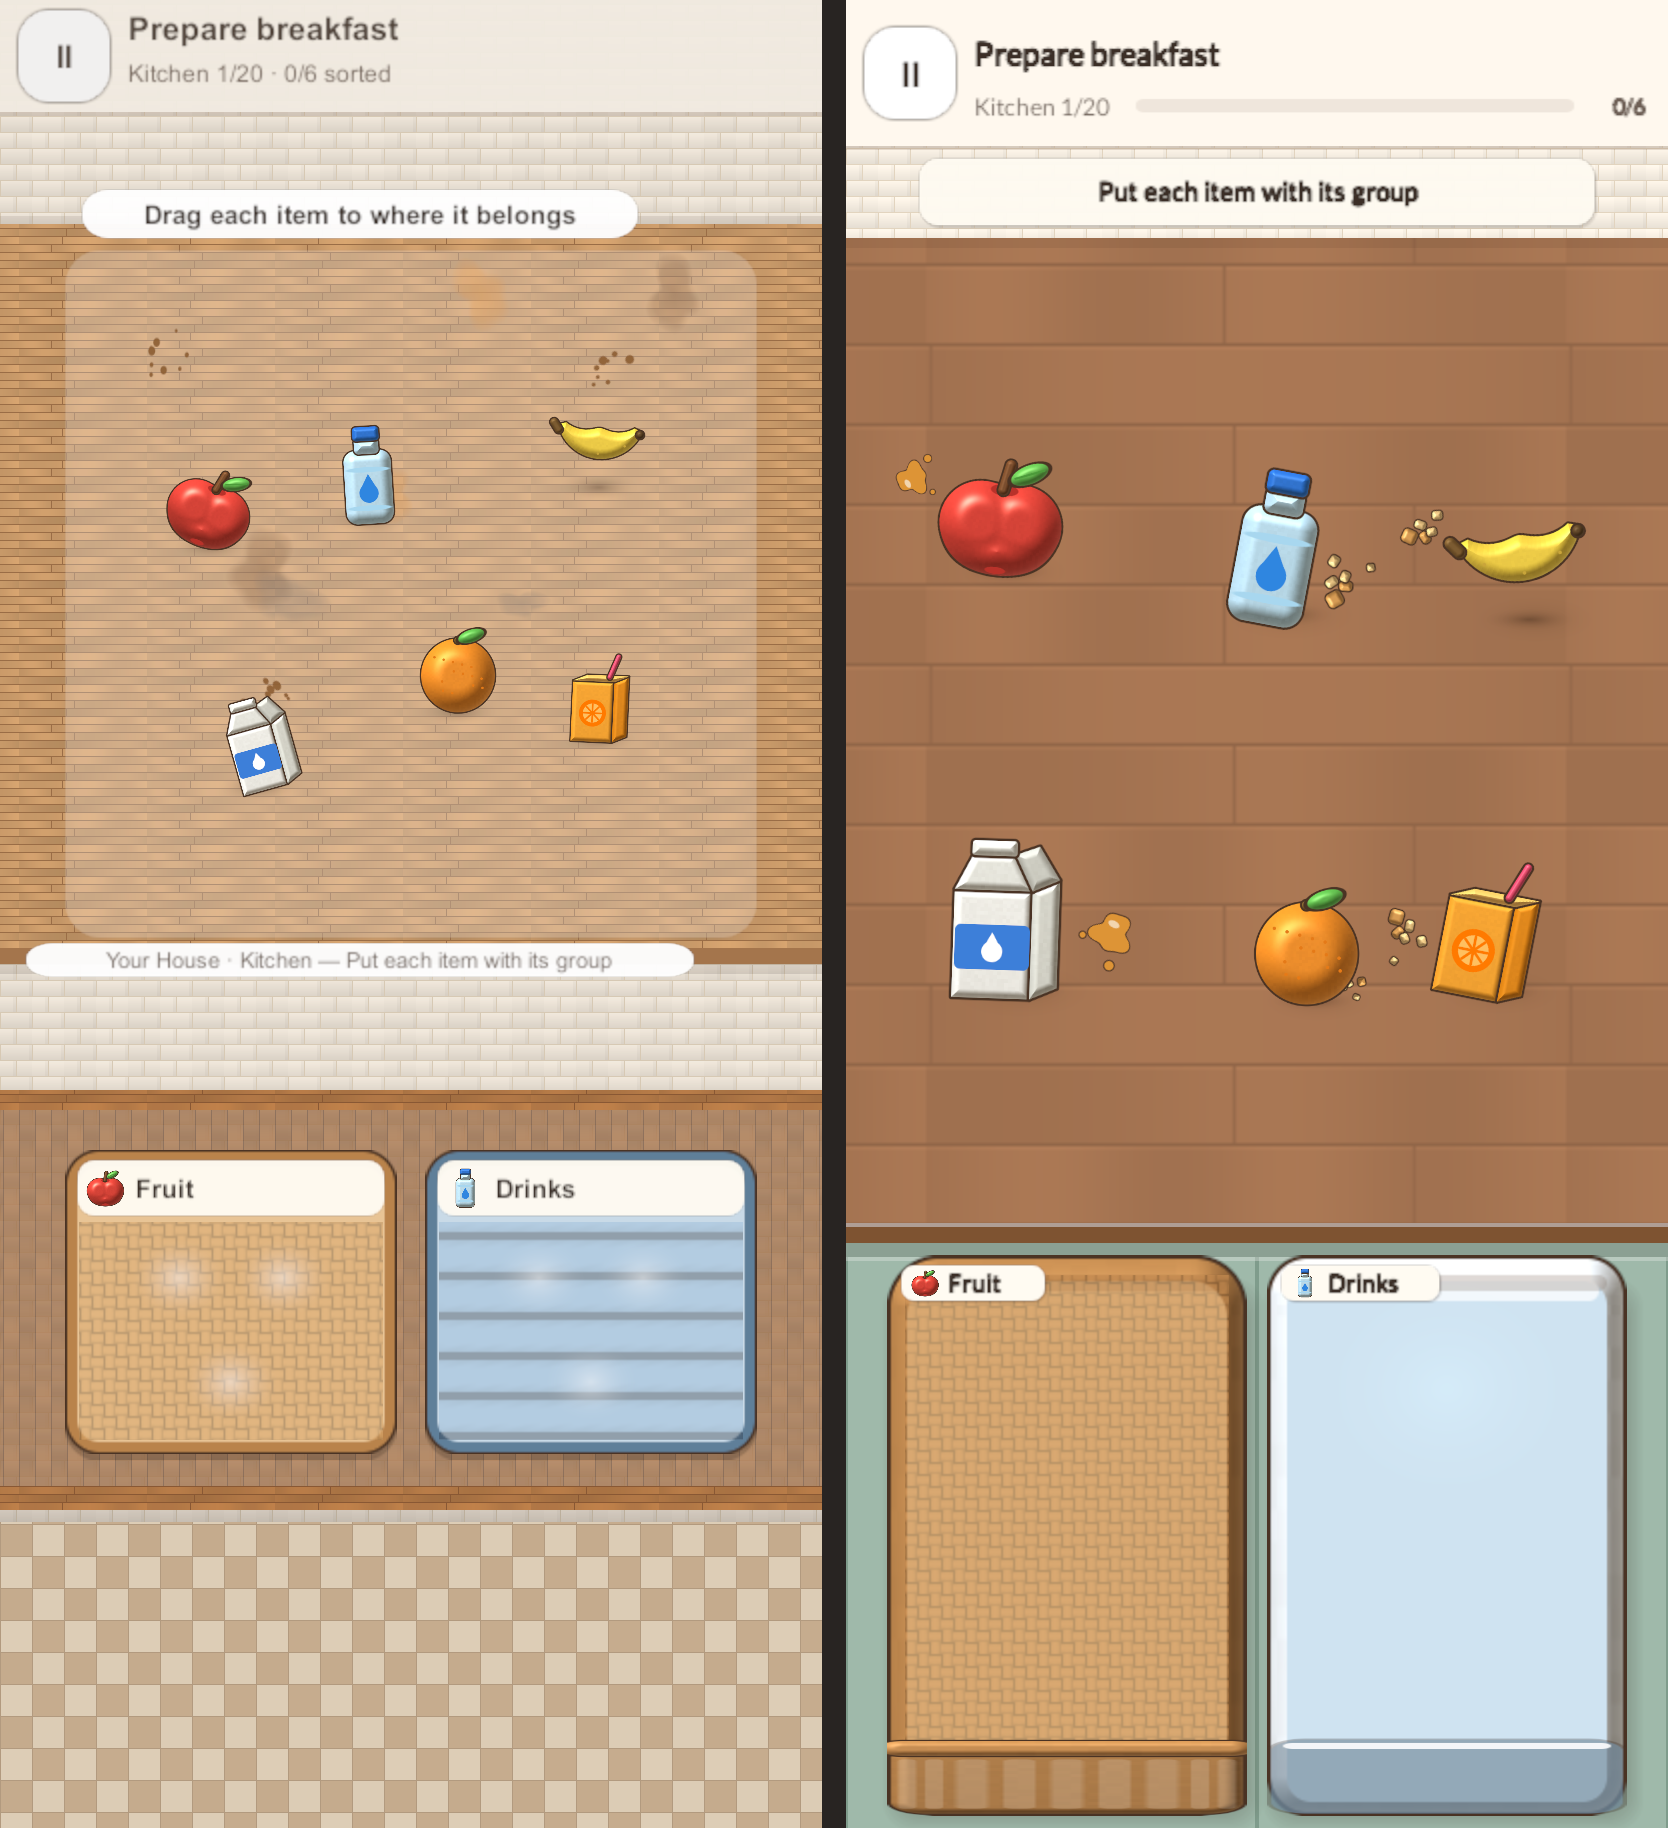 Prepare breakfast
Kitchen 1/20 · 0/6 sorted
Drag each item to where it belongs
Your House · Kitchen — Put each item with its group
Fruit
Drinks
Prepare breakfast
Kitchen 1/20
0/6
Put each item with its group
Fruit
Drinks